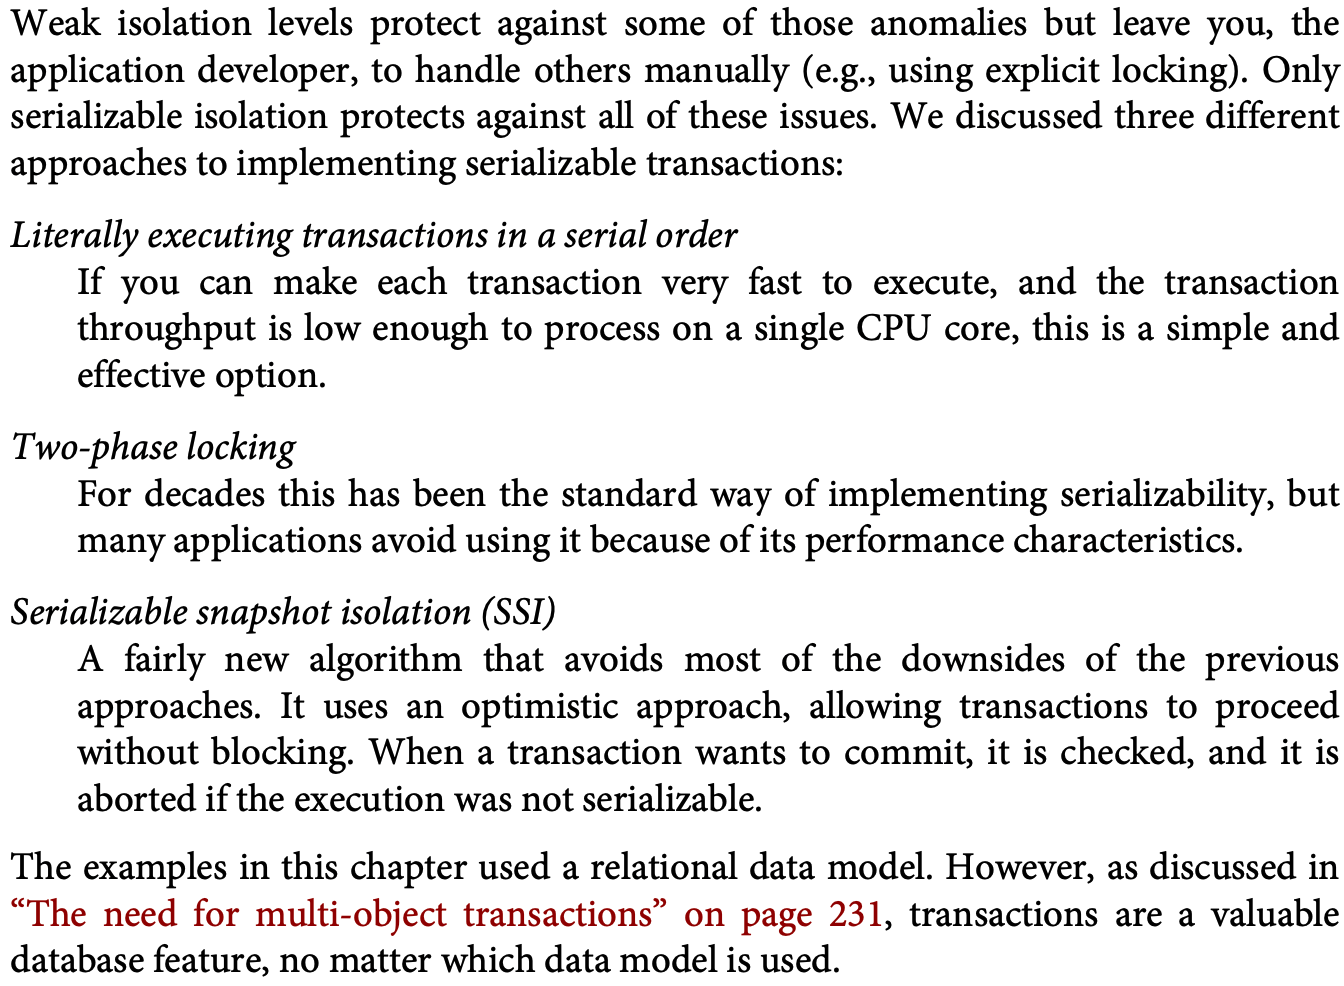 Weak isolation levels protect against some of those anomalies but leave you, the
application developer, to handle others manually (e.g., using explicit locking). Only
serializable isolation protects against all of these issues. We discussed three different
approaches to implementing serializable transactions:
Literally executing transactions in a serial order
If you can make each transaction very fast to execute, and the transaction
throughput is low enough to process on a single CPU core, this is a simple and
effective option.
Two-phase locking
For decades this has been the standard way of implementing serializability, but
many applications avoid using it because of its performance characteristics.
Serializable snapshot isolation (SSI)
A fairly new algorithm that avoids most of the downsides of the previous
approaches. It uses an optimistic approach, allowing transactions to proceed
without blocking. When a transaction wants to commit, it is checked, and it is
aborted if the execution was not serializable.
The examples in this chapter used a relational data model. However, as discussed in
“The need for multi-object transactions” on page 231, transactions are a valuable
database feature, no matter which data model is used.